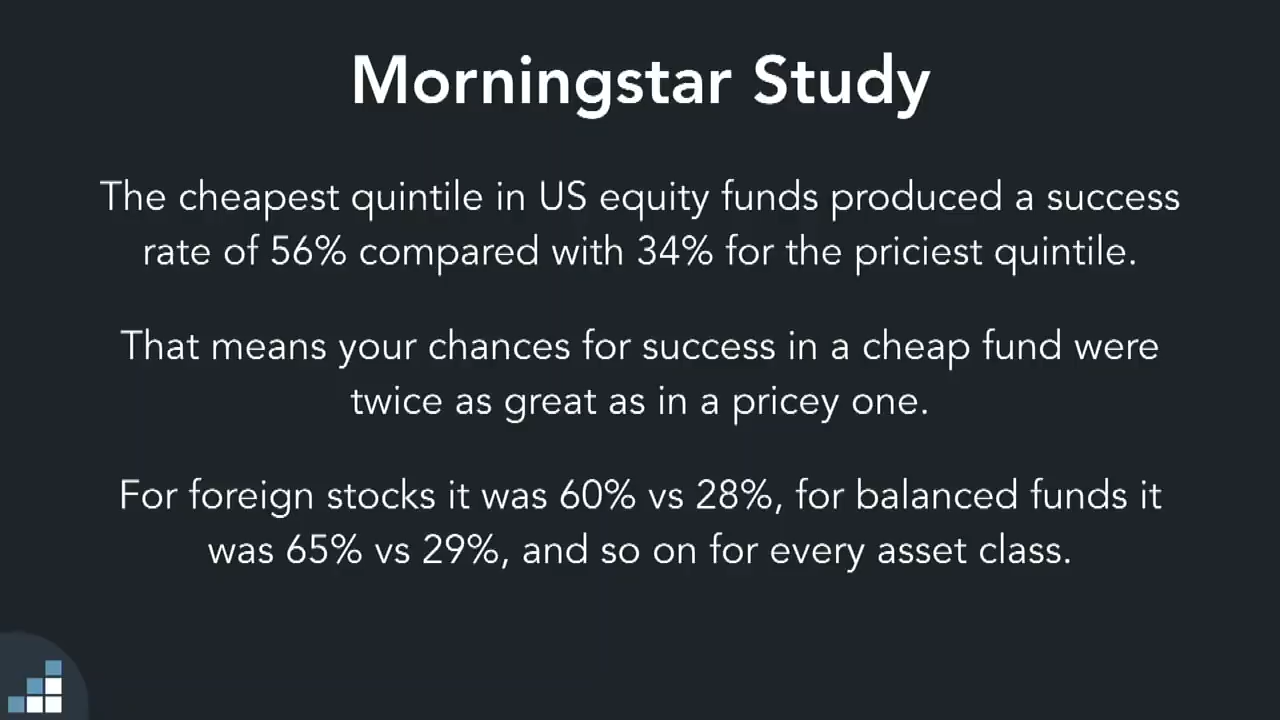 Morningstar Study
The cheapest quintile in US equity funds produced a success
rate of 56% compared with 34% for the priciest quintile.
That means your chances for success in a cheap fund were
twice as great as in a pricey one.
For foreign stocks it was 60% vs 28%, for balanced funds it
was 65% vs 29%, and so on for every asset class.